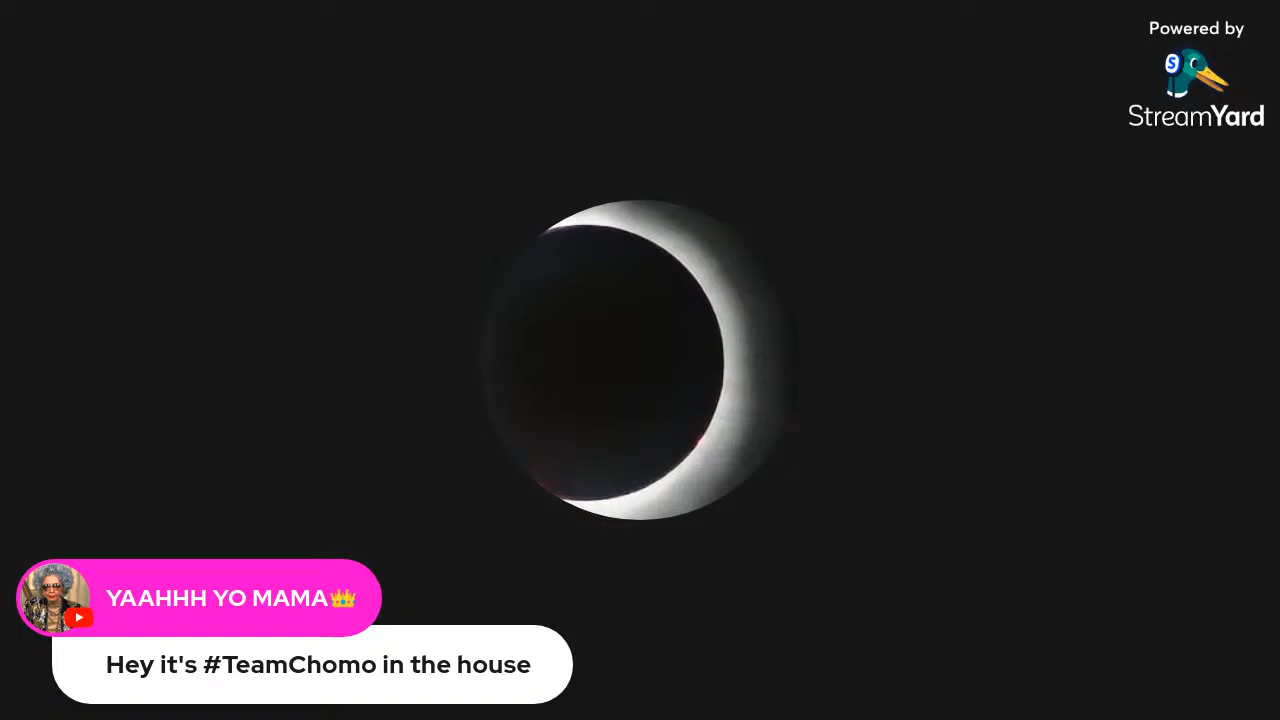 Powered by
S
StreamYard
YAAHHH YO MAMA👑
Hey it's #TeamChomo in the house